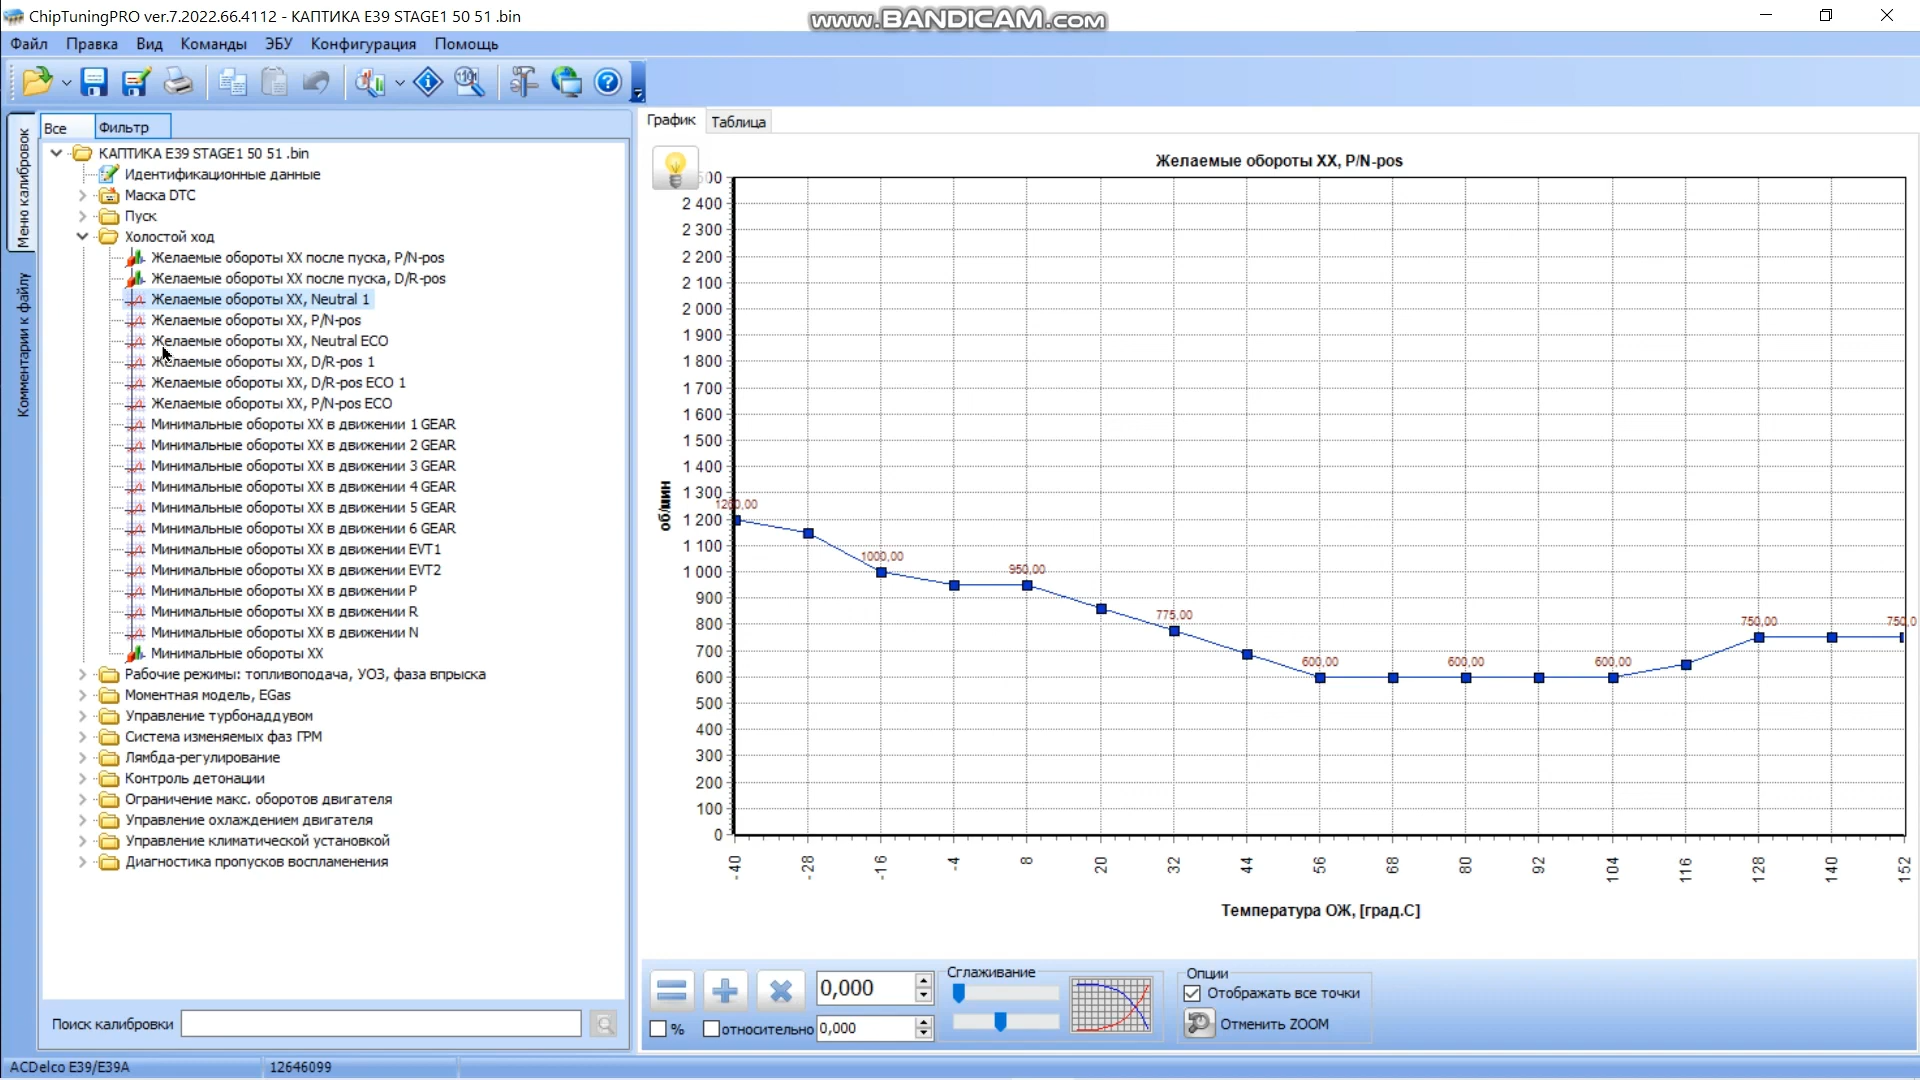 ChipTuningPRO ver.7.2022.66.4112 - КАПТИКА E39 STAGE1 50 51 .bin
www.BANDICAM.com
Файл Правка Вид Команды ЭБУ Конфигурация Помощь
Меню калибровок
Комментарии к файлу
Все Фильтр
КАПТИКА E39 STAGE1 50 51 .bin
Идентификационные данные
Маска DTC
Пуск
Холостой ход
Желаемые обороты ХХ после пуска, P/N-pos
Желаемые обороты ХХ после пуска, D/R-pos
Желаемые обороты ХХ, Neutral 1
Желаемые обороты ХХ, P/N-pos
Желаемые обороты ХХ, Neutral ECO
Желаемые обороты ХХ, D/R-pos 1
Желаемые обороты ХХ, D/R-pos ECO 1
Желаемые обороты ХХ, P/N-pos ECO
Минимальные обороты ХХ в движении 1 GEAR
Минимальные обороты ХХ в движении 2 GEAR
Минимальные обороты ХХ в движении 3 GEAR
Минимальные обороты ХХ в движении 4 GEAR
Минимальные обороты ХХ в движении 5 GEAR
Минимальные обороты ХХ в движении 6 GEAR
Минимальные обороты ХХ в движении EVT1
Минимальные обороты ХХ в движении EVT2
Минимальные обороты ХХ в движении P
Минимальные обороты ХХ в движении R
Минимальные обороты ХХ в движении N
Минимальные обороты ХХ
Рабочие режимы: топливоподача, УОЗ, фаза впрыска
Моментная модель, EGas
Управление турбонаддувом
Система изменяемых фаз ГРМ
Лямбда-регулирование
Контроль детонации
Ограничение макс. оборотов двигателя
Управление охлаждением двигателя
Управление климатической установкой
Диагностика пропусков воспламенения
Поиск калибровки
График Таблица
Желаемые обороты ХХ, P/N-pos
2 400
2 300
2 200
2 100
2 000
1 900
1 800
1 700
1 600
1 500
1 400
1 300
1 200
1 100
1 000
900
800
700
600
500
400
300
200
100
0
об/мин
1200,00
1000,00
950,00
775,00
600,00
600,00
600,00
750,00
750,0
-40 -28 -16 -4 8 20 32 44 56 68 80 92 104 116 128 140 152
Температура ОЖ, [град.С]
0,000
% относительно 0,000
Сглаживание
Опции
Отображать все точки
Отменить ZOOM
ACDelco E39/E39A 12646099